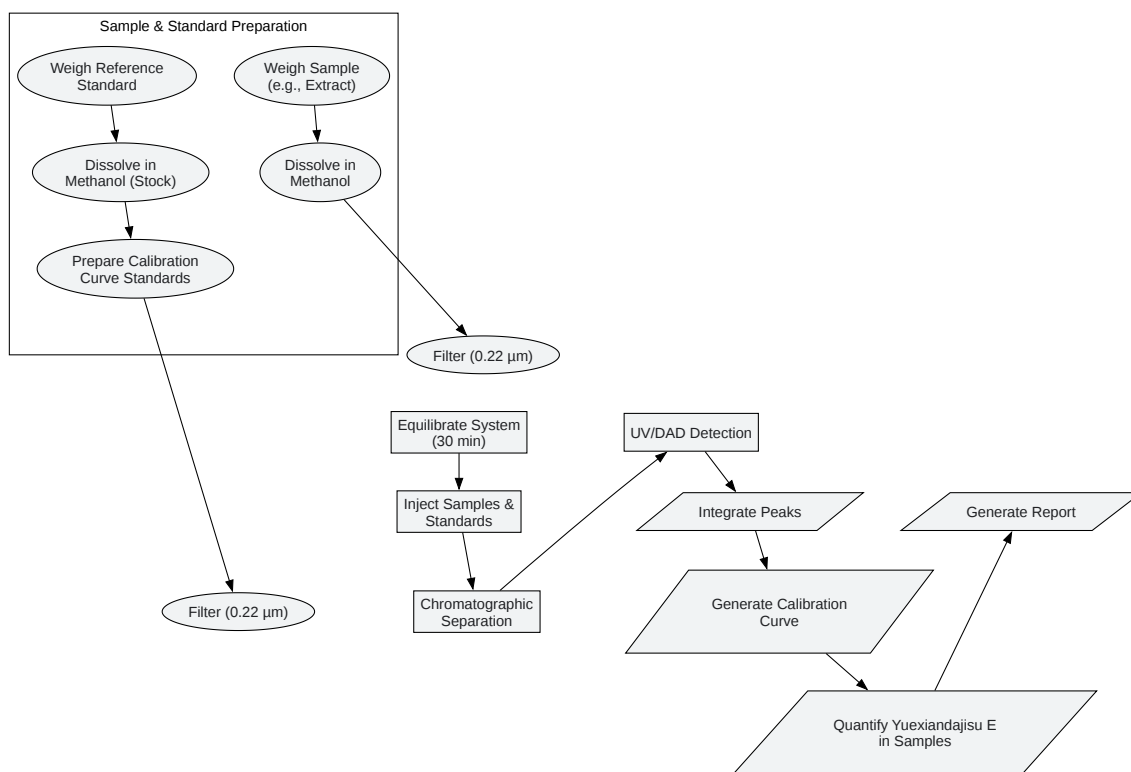 Sample & Standard Preparation
Weigh Reference
Standard
Weigh Sample
(e.g., Extract)
Dissolve in
Methanol (Stock)
Dissolve in
Methanol
Prepare Calibration
Curve Standards
Filter (0.22 µm)
Equilibrate System
(30 min)
UV/DAD Detection
Inject Samples &
Standards
Integrate Peaks
Generate Report
Chromatographic
Separation
Filter (0.22 µm)
Generate Calibration
Curve
Quantify Yuexiandajisu E
in Samples